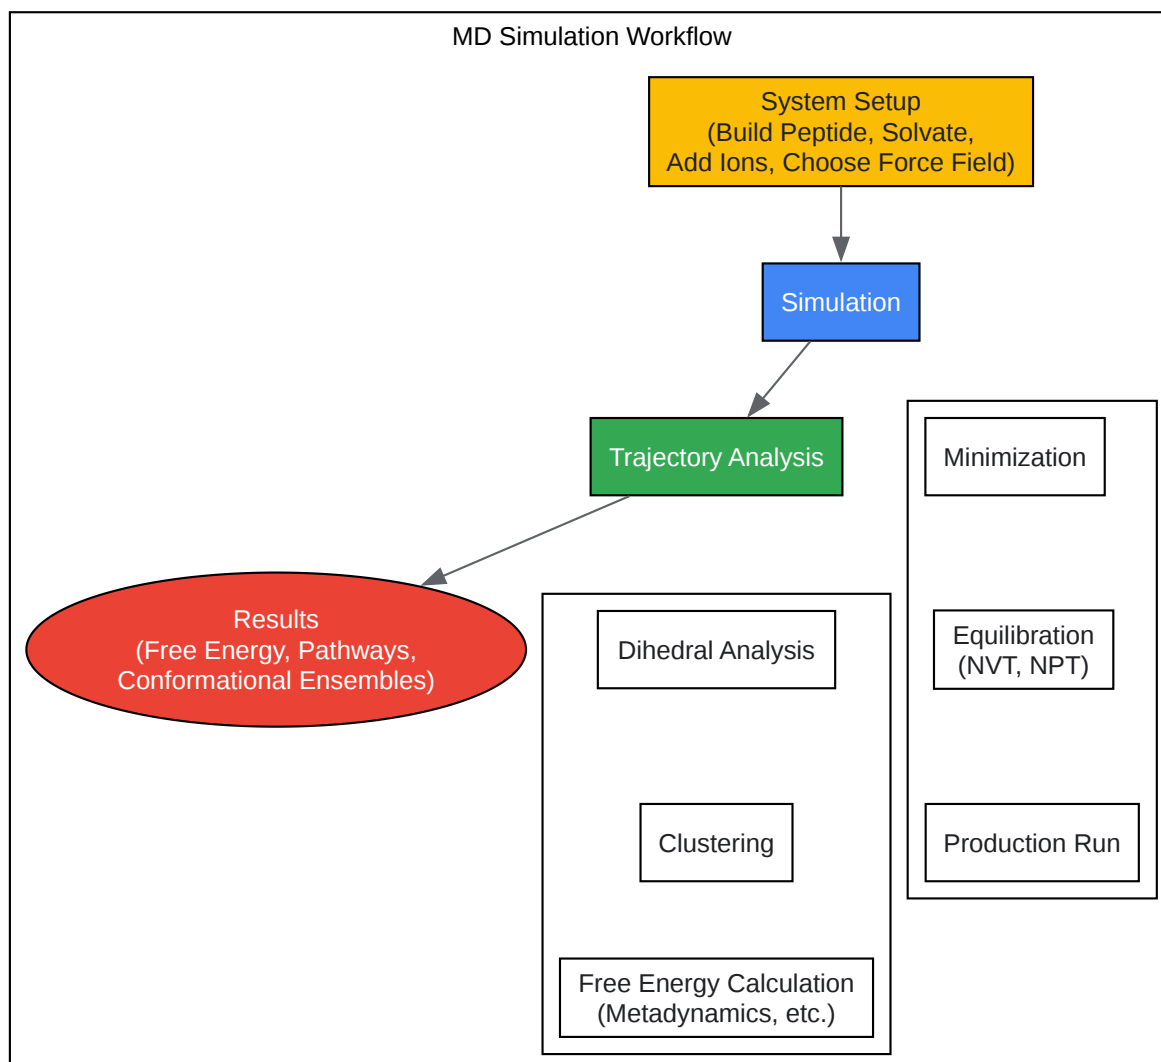 MD Simulation Workflow
System Setup
(Build Peptide, Solvate,
Add Ions, Choose Force Field)
Simulation
Trajectory Analysis
Minimization
Results
(Free Energy, Pathways,
Conformational Ensembles)
Dihedral Analysis
Equilibration
(NVT, NPT)
Clustering
Production Run
Free Energy Calculation
(Metadynamics, etc.)